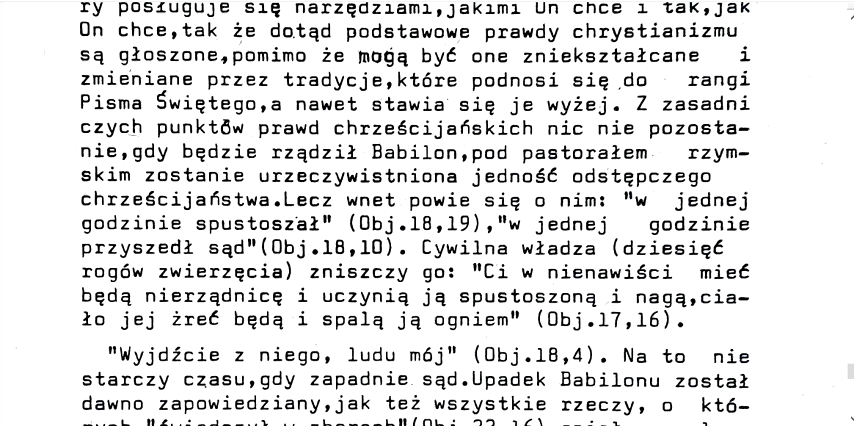 ry posługuje się narzędziami,jakimi On chce i tak,jak
On chce,tak że dotąd podstawowe prawdy chrystianizmu
są głoszone,pomimo że mogą być one zniekształcane i
zmieniane przez tradycje,które podnosi się do rangi
Pisma Świętego,a nawet stawia się je wyżej. Z zasadni
czych punktów prawd chrześcijańskich nic nie pozosta-
nie,gdy będzie rządził Babilon,pod pastorałem rzym-
skim zostanie urzeczywistniona jedność odstępczego
chrześcijaństwa.Lecz wnet powie się o nim: "w jednej
godzinie spustoszał" (Obj.18,19),"w jednej godzinie
przyszedł sąd"(Obj.18,10). Cywilna władza (dziesięć
rogów zwierzęcia) zniszczy go: "Ci w nienawiści mieć
będą nierządnicę i uczynią ją spustoszoną i nagą,cia-
ło jej żreć będą i spalą ją ogniem" (Obj.17,16).
"Wyjdźcie z niego, ludu mój" (Obj.18,4). Na to nie
starczy czasu,gdy zapadnie sąd.Upadek Babilonu został
dawno zapowiedziany,jak też wszystkie rzeczy, o któ-